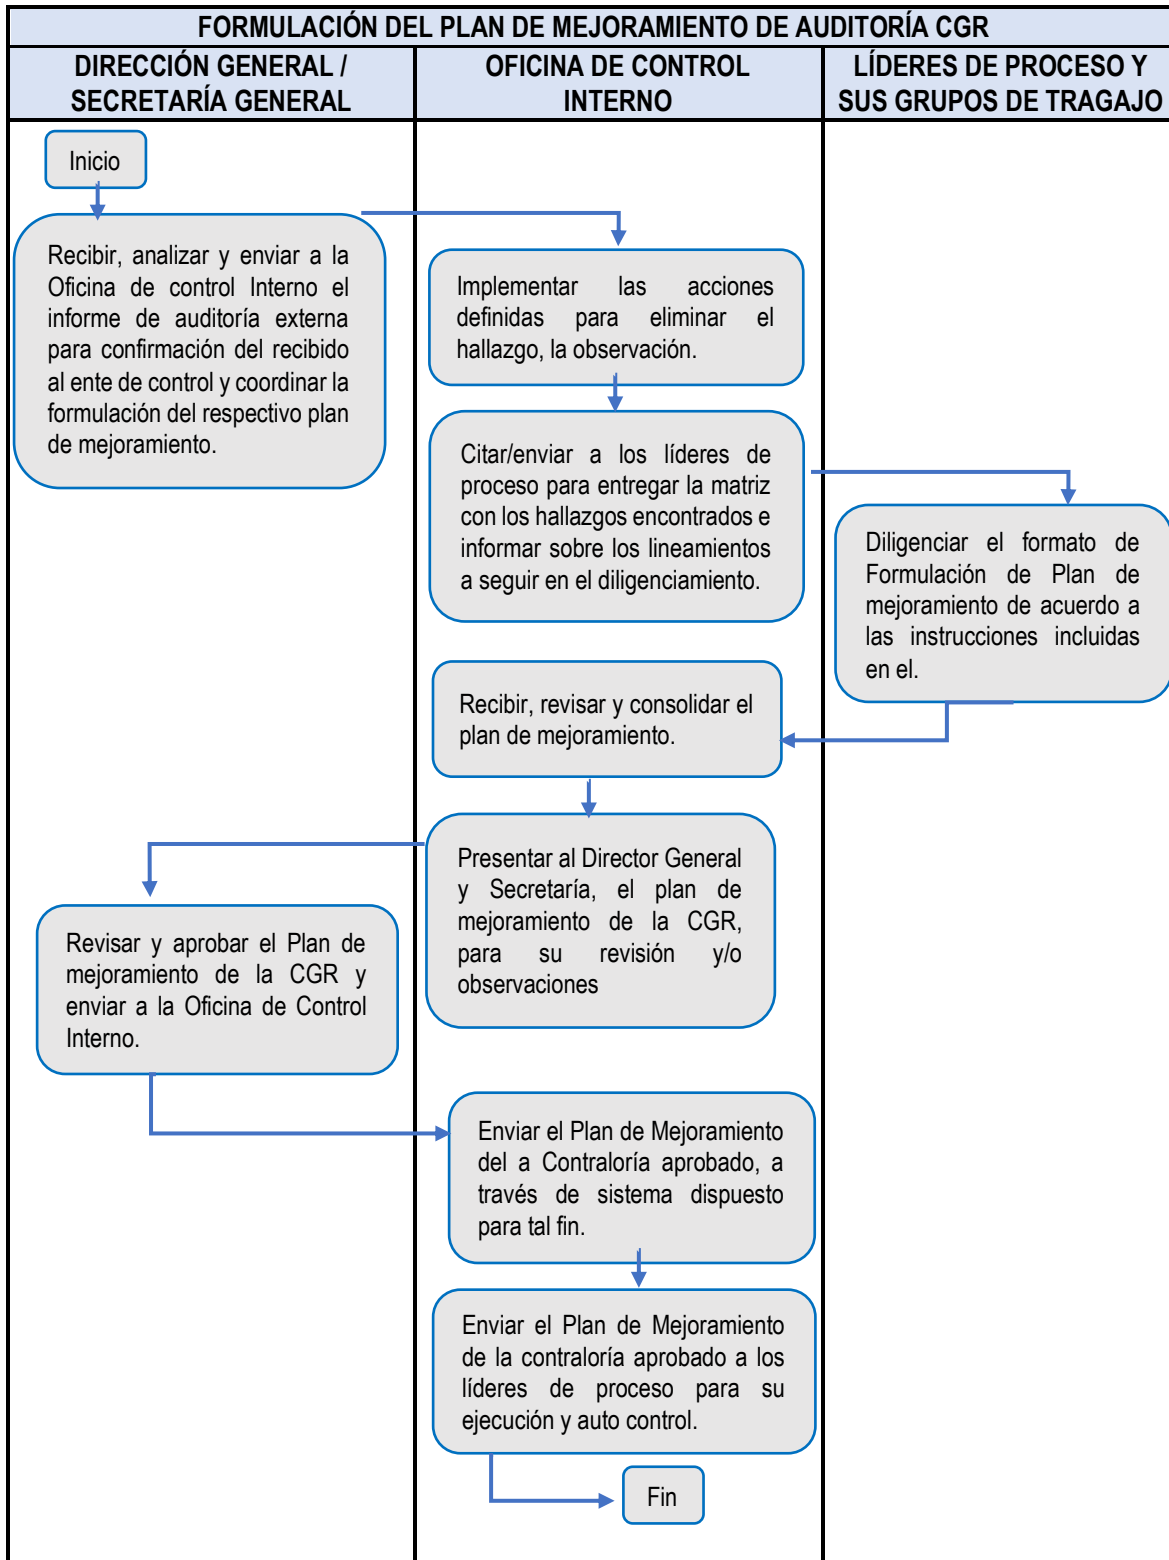 FORMULACIÓN DEL PLAN DE MEJORAMIENTO DE AUDITORÍA CGR
DIRECCIÓN GENERAL /
SECRETARÍA GENERAL
OFICINA DE CONTROL
INTERNO
LÍDERES DE PROCESO Y
SUS GRUPOS DE TRAGAJO
Inicio
Recibir, analizar y enviar a la
Oficina de control Interno el
informe de auditoría externa
para confirmación del recibido
al ente de control y coordinar la
formulación del respectivo plan
de mejoramiento.
Implementar las acciones
definidas para eliminar el
hallazgo, la observación.
Citar/enviar a los líderes de
proceso para entregar la matriz
con los hallazgos encontrados e
informar sobre los lineamientos
a seguir en el diligenciamiento.
Diligenciar el formato de
Formulación de Plan de
mejoramiento de acuerdo a
las instrucciones incluidas
en el.
Recibir, revisar y consolidar el
plan de mejoramiento.
Presentar al Director General
y Secretaría, el plan de
mejoramiento de la CGR,
para su revisión y/o
observaciones
Revisar y aprobar el Plan de
mejoramiento de la CGR y
enviar a la Oficina de Control
Interno.
Enviar el Plan de Mejoramiento
del a Contraloría aprobado, a
través de sistema dispuesto
para tal fin.
Enviar el Plan de Mejoramiento
de la contraloría aprobado a los
líderes de proceso para su
ejecución y auto control.
Fin